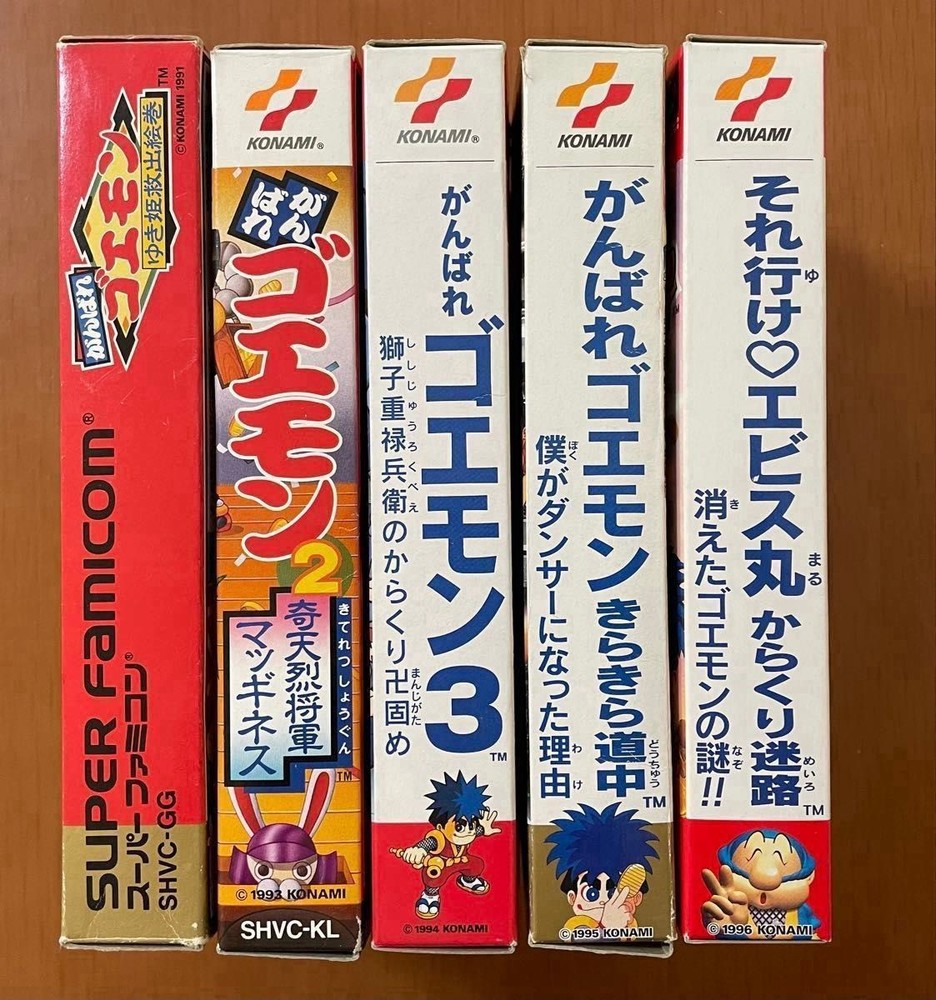 がんばれ
ゴエモン
ゆき姫救出絵巻
TM
© KONAMI 1991
SUPER Famicom®
スーパーファミコン®
SHVC-GG
KONAMI®
がん
ばれ
ゴエモン
2
きてれつ しょうぐん
奇天烈将軍
マッギネス
TM
© 1993 KONAMI
SHVC-KL
KONAMI®
がんばれ
ゴエモン3
TM
ししじゅうろくべえ
獅子重禄兵衛のからくり卍固め
まんじがた
© 1994 KONAMI
KONAMI
がんばれゴエモン きらきら道中
どうちゅう
TM
ぼく
僕がダンサーになった理由
わけ
© 1995 KONAMI
KONAMI
それ行け♡エビス丸 からくり迷路
ゆ
まる
めいろ
TM
き
消えたゴエモンの謎!!
なぞ
© 1996 KONAMI